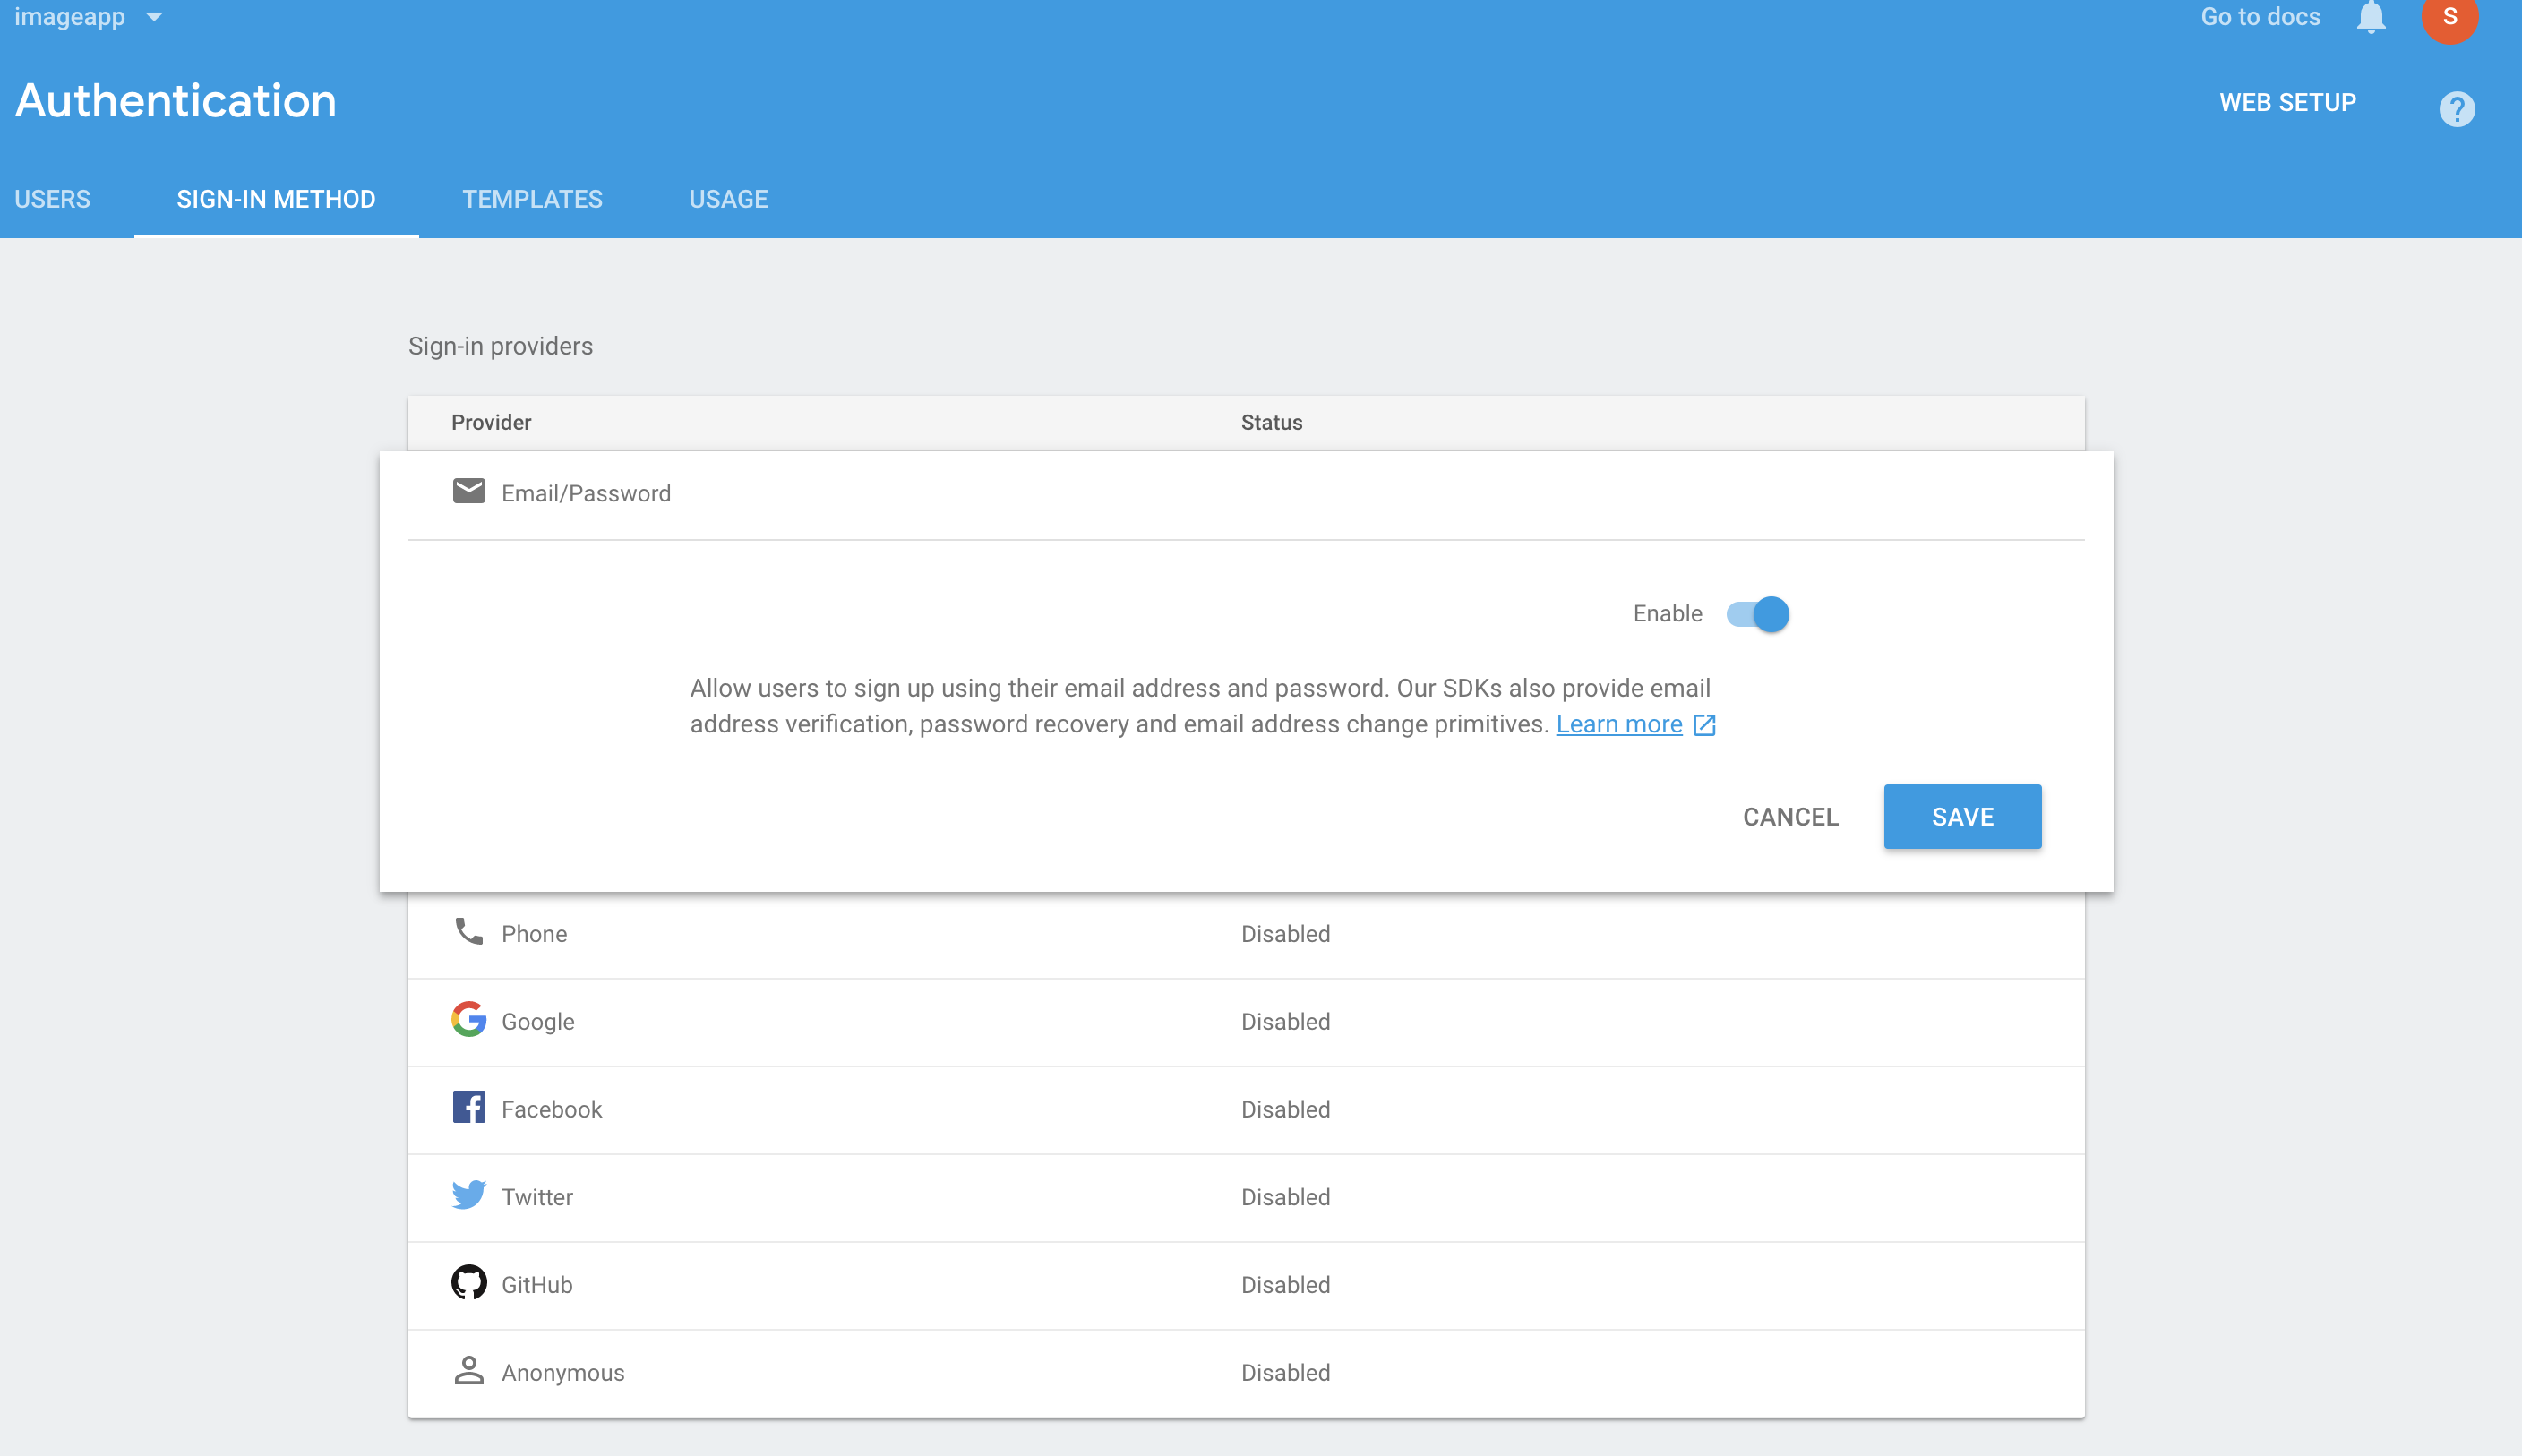 imageapp
Go to docs
S
Authentication
WEB SETUP
?
USERS SIGN-IN METHOD TEMPLATES USAGE
Sign-in providers
Provider Status
Email/Password
Enable
Allow users to sign up using their email address and password. Our SDKs also provide email
address verification, password recovery and email address change primitives. Learn more
CANCEL SAVE
Phone Disabled
Google Disabled
Facebook Disabled
Twitter Disabled
GitHub Disabled
Anonymous Disabled